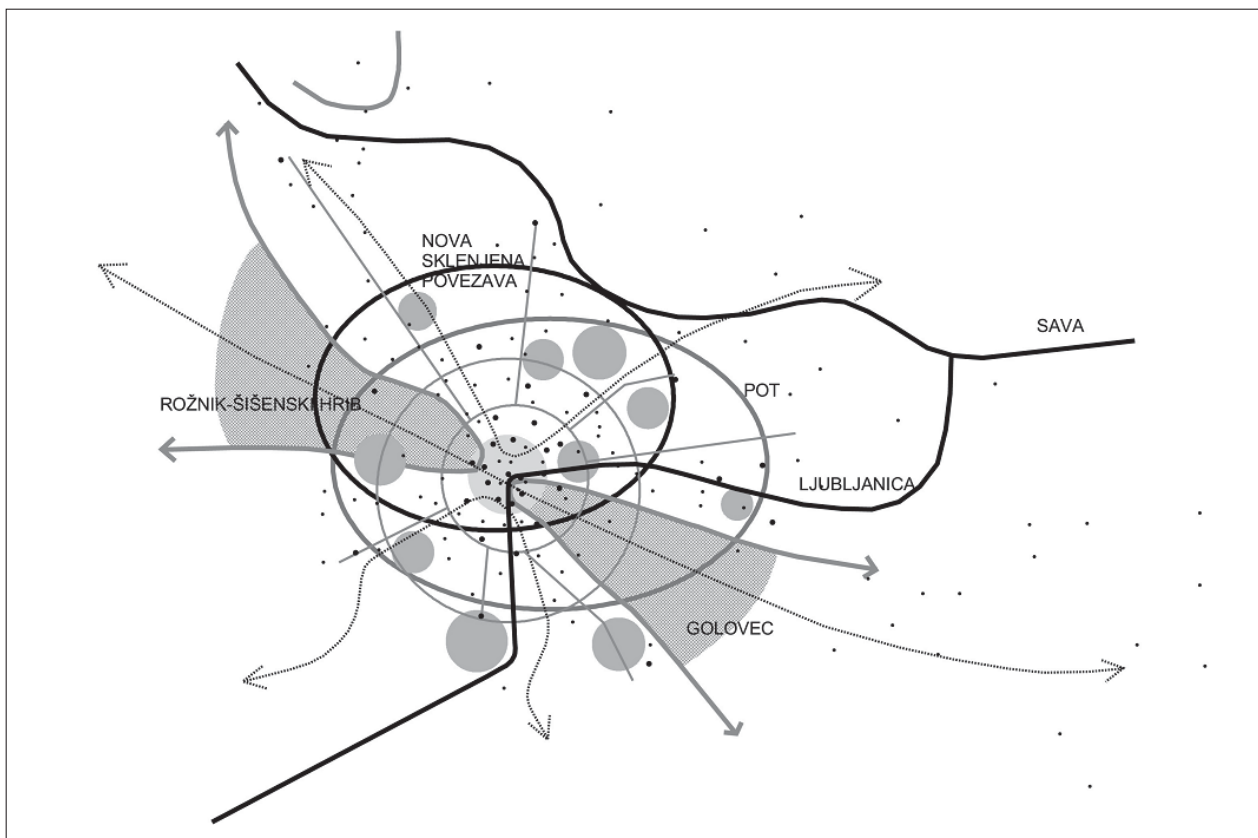 NOVA
SKLENJENA
POVEZAVA
SAVA
POT
ROŽNIK-ŠIŠENSKI HRIB
LJUBLJANICA
GOLOVEC